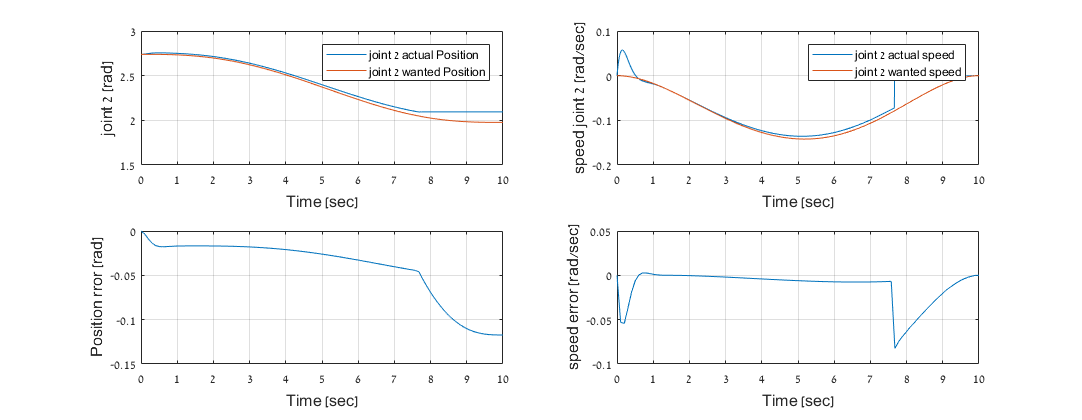 3
2.5
2
1.5
joint 2 [rad]
joint 2 actual Position
joint 2 wanted Position
0 1 2 3 4 5 6 7 8 9 10
Time [sec]
0.1
0
-0.1
-0.2
speed joint 2 [rad/sec]
joint 2 actual speed
joint 2 wanted speed
0 1 2 3 4 5 6 7 8 9 10
Time [sec]
0
-0.05
-0.1
-0.15
Position rror [rad]
0 1 2 3 4 5 6 7 8 9 10
Time [sec]
0.05
0
-0.05
-0.1
speed error [rad/sec]
0 1 2 3 4 5 6 7 8 9 10
Time [sec]